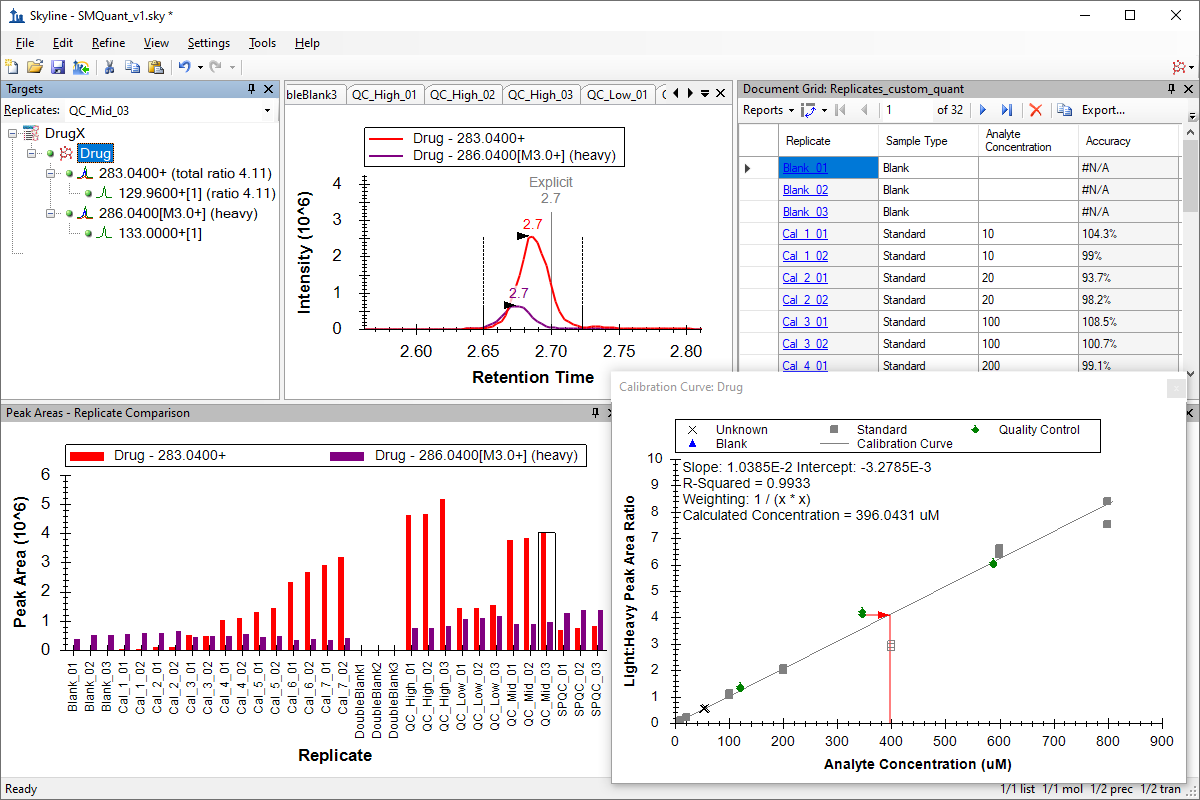 Skyline - SMQuant_v1.sky *
File Edit Refine View Settings Tools Help
Targets
Replicates: QC_Mid_03
DrugX
Drug
283.0400+ (total ratio 4.11)
129.9600+[1] (ratio 4.11)
286.0400[M3.0+] (heavy)
133.0000+[1]
bleBlank3 QC_High_01 QC_High_02 QC_High_03 QC_Low_01
Drug - 283.0400+
Drug - 286.0400[M3.0+] (heavy)
Explicit
2.7
2.7
2.7
Intensity (10^6)
4
3
2
1
0
2.60 2.65 2.70 2.75 2.80
Retention Time
Document Grid: Replicates_custom_quant
Reports 1 of 32 Export...
Replicate Sample Type Analyte Concentration Accuracy
Blank_01 Blank #N/A
Blank_02 Blank #N/A
Blank_03 Blank #N/A
Cal_1_01 Standard 10 104.3%
Cal_1_02 Standard 10 99%
Cal_2_01 Standard 20 93.7%
Cal_2_02 Standard 20 98.2%
Cal_3_01 Standard 100 108.5%
Cal_3_02 Standard 100 100.7%
Cal_4_01 Standard 200 99.1%
Peak Areas - Replicate Comparison
Drug - 283.0400+ Drug - 286.0400[M3.0+] (heavy)
Peak Area (10^6)
6
5
4
3
2
1
0
Blank_01
Blank_02
Blank_03
Cal_1_01
Cal_1_02
Cal_2_01
Cal_2_02
Cal_3_01
Cal_3_02
Cal_4_01
Cal_4_02
Cal_5_01
Cal_5_02
Cal_6_01
Cal_6_02
Cal_7_01
Cal_7_02
DoubleBlank1
DoubleBlank2
DoubleBlank3
QC_High_01
QC_High_02
QC_High_03
QC_Low_01
QC_Low_02
QC_Low_03
QC_Mid_01
QC_Mid_02
QC_Mid_03
SPQC_01
SPQC_02
SPQC_03
Replicate
Calibration Curve: Drug
Unknown Standard Quality Control
Blank Calibration Curve
Slope: 1.0385E-2 Intercept: -3.2785E-3
R-Squared = 0.9933
Weighting: 1 / (x * x)
Calculated Concentration = 396.0431 uM
Light:Heavy Peak Area Ratio
10
9
8
7
6
5
4
3
2
1
0
0 100 200 300 400 500 600 700 800 900
Analyte Concentration (uM)
Ready
1/1 list 1/1 mol 1/2 prec 1/2 tran